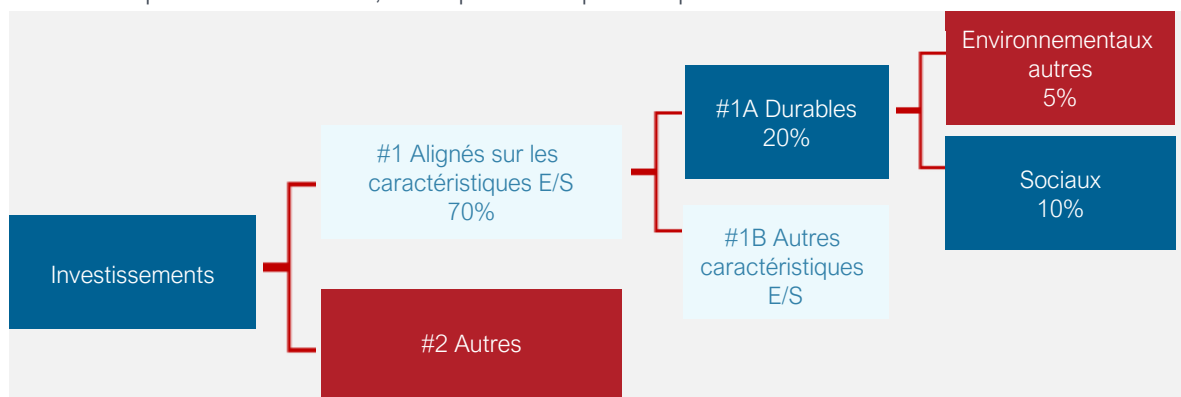 Investissements
#1 Alignés sur les
caractéristiques E/S
70%
#2 Autres
#1A Durables
20%
#1B Autres
caractéristiques
E/S
Environnementaux
autres
5%
Sociaux
10%